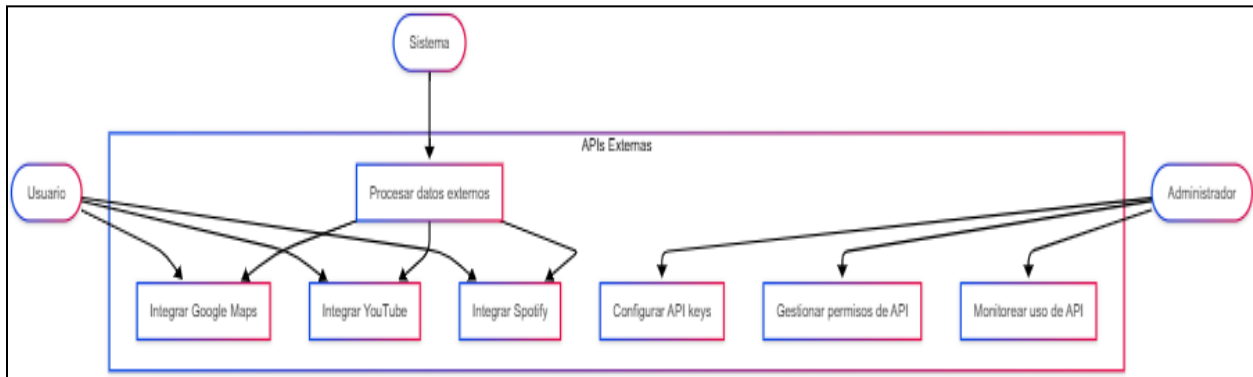 Sistema
APIs Externas
Usuario
Procesar datos externos
Administrador
Integrar Google Maps
Integrar YouTube
Integrar Spotify
Configurar API keys
Gestionar permisos de API
Monitorear uso de API